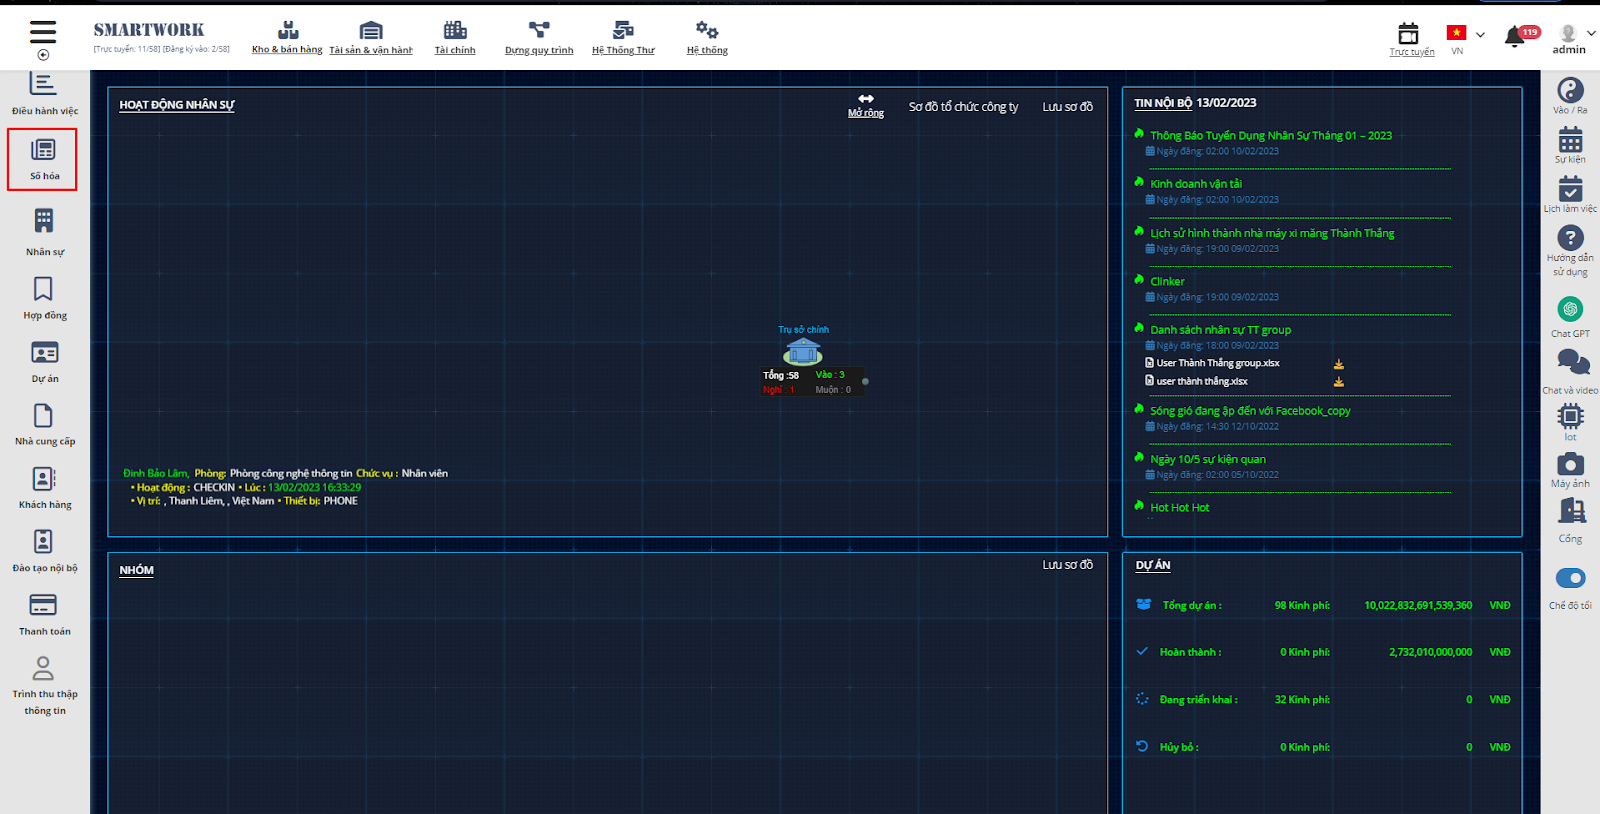 SMARTWORK
[Trực tuyến: 11/58] [Đăng ký vào: 2/58]
Kho & bán hàng
Tài sản & vận hành
Tài chính
Dựng quy trình
Hệ Thống Thư
Hệ thống
Trực tuyến
VN
119
admin
Điều hành việc
Số hóa
Nhân sự
Hợp đồng
Dự án
Nhà cung cấp
Khách hàng
Đào tạo nội bộ
Thanh toán
Trình thu thập
thông tin
HOẠT ĐỘNG NHÂN SỰ
Mở rộng
Sơ đồ tổ chức công ty
Lưu sơ đồ
Trụ sở chính
Tổng :58 Vào : 3
Nghỉ : 1 Muộn : 0
Đinh Bảo Lâm, Phòng: Phòng công nghệ thông tin Chức vụ : Nhân viên
• Hoạt động : CHECKIN • Lúc : 13/02/2023 16:33:29
• Vị trí: , Thanh Liêm, , Việt Nam • Thiết bị: PHONE
NHÓM
Lưu sơ đồ
TIN NỘI BỘ 13/02/2023
Thông Báo Tuyển Dụng Nhân Sự Tháng 01 – 2023
Ngày đăng: 02:00 10/02/2023
Kinh doanh vận tải
Ngày đăng: 02:00 10/02/2023
Lịch sử hình thành nhà máy xi măng Thành Thắng
Ngày đăng: 19:00 09/02/2023
Clinker
Ngày đăng: 19:00 09/02/2023
Danh sách nhân sự TT group
Ngày đăng: 18:00 09/02/2023
User Thành Thắng group.xlsx
user thành thắng.xlsx
Sóng gió đang ập đến với Facebook_copy
Ngày đăng: 14:30 12/10/2022
Ngày 10/5 sự kiện quan
Ngày đăng: 02:00 05/10/2022
Hot Hot Hot
DỰ ÁN
Tổng dự án : 98 Kinh phí: 10,022,832,691,539,360 VNĐ
Hoàn thành : 0 Kinh phí: 2,732,010,000,000 VNĐ
Đang triển khai : 32 Kinh phí: 0 VNĐ
Hủy bỏ : 0 Kinh phí: 0 VNĐ
Vào / Ra
Sự kiện
Lịch làm việc
Hướng dẫn
sử dụng
Chat GPT
Chat và video
Iot
Máy ảnh
Cổng
Chế độ tối